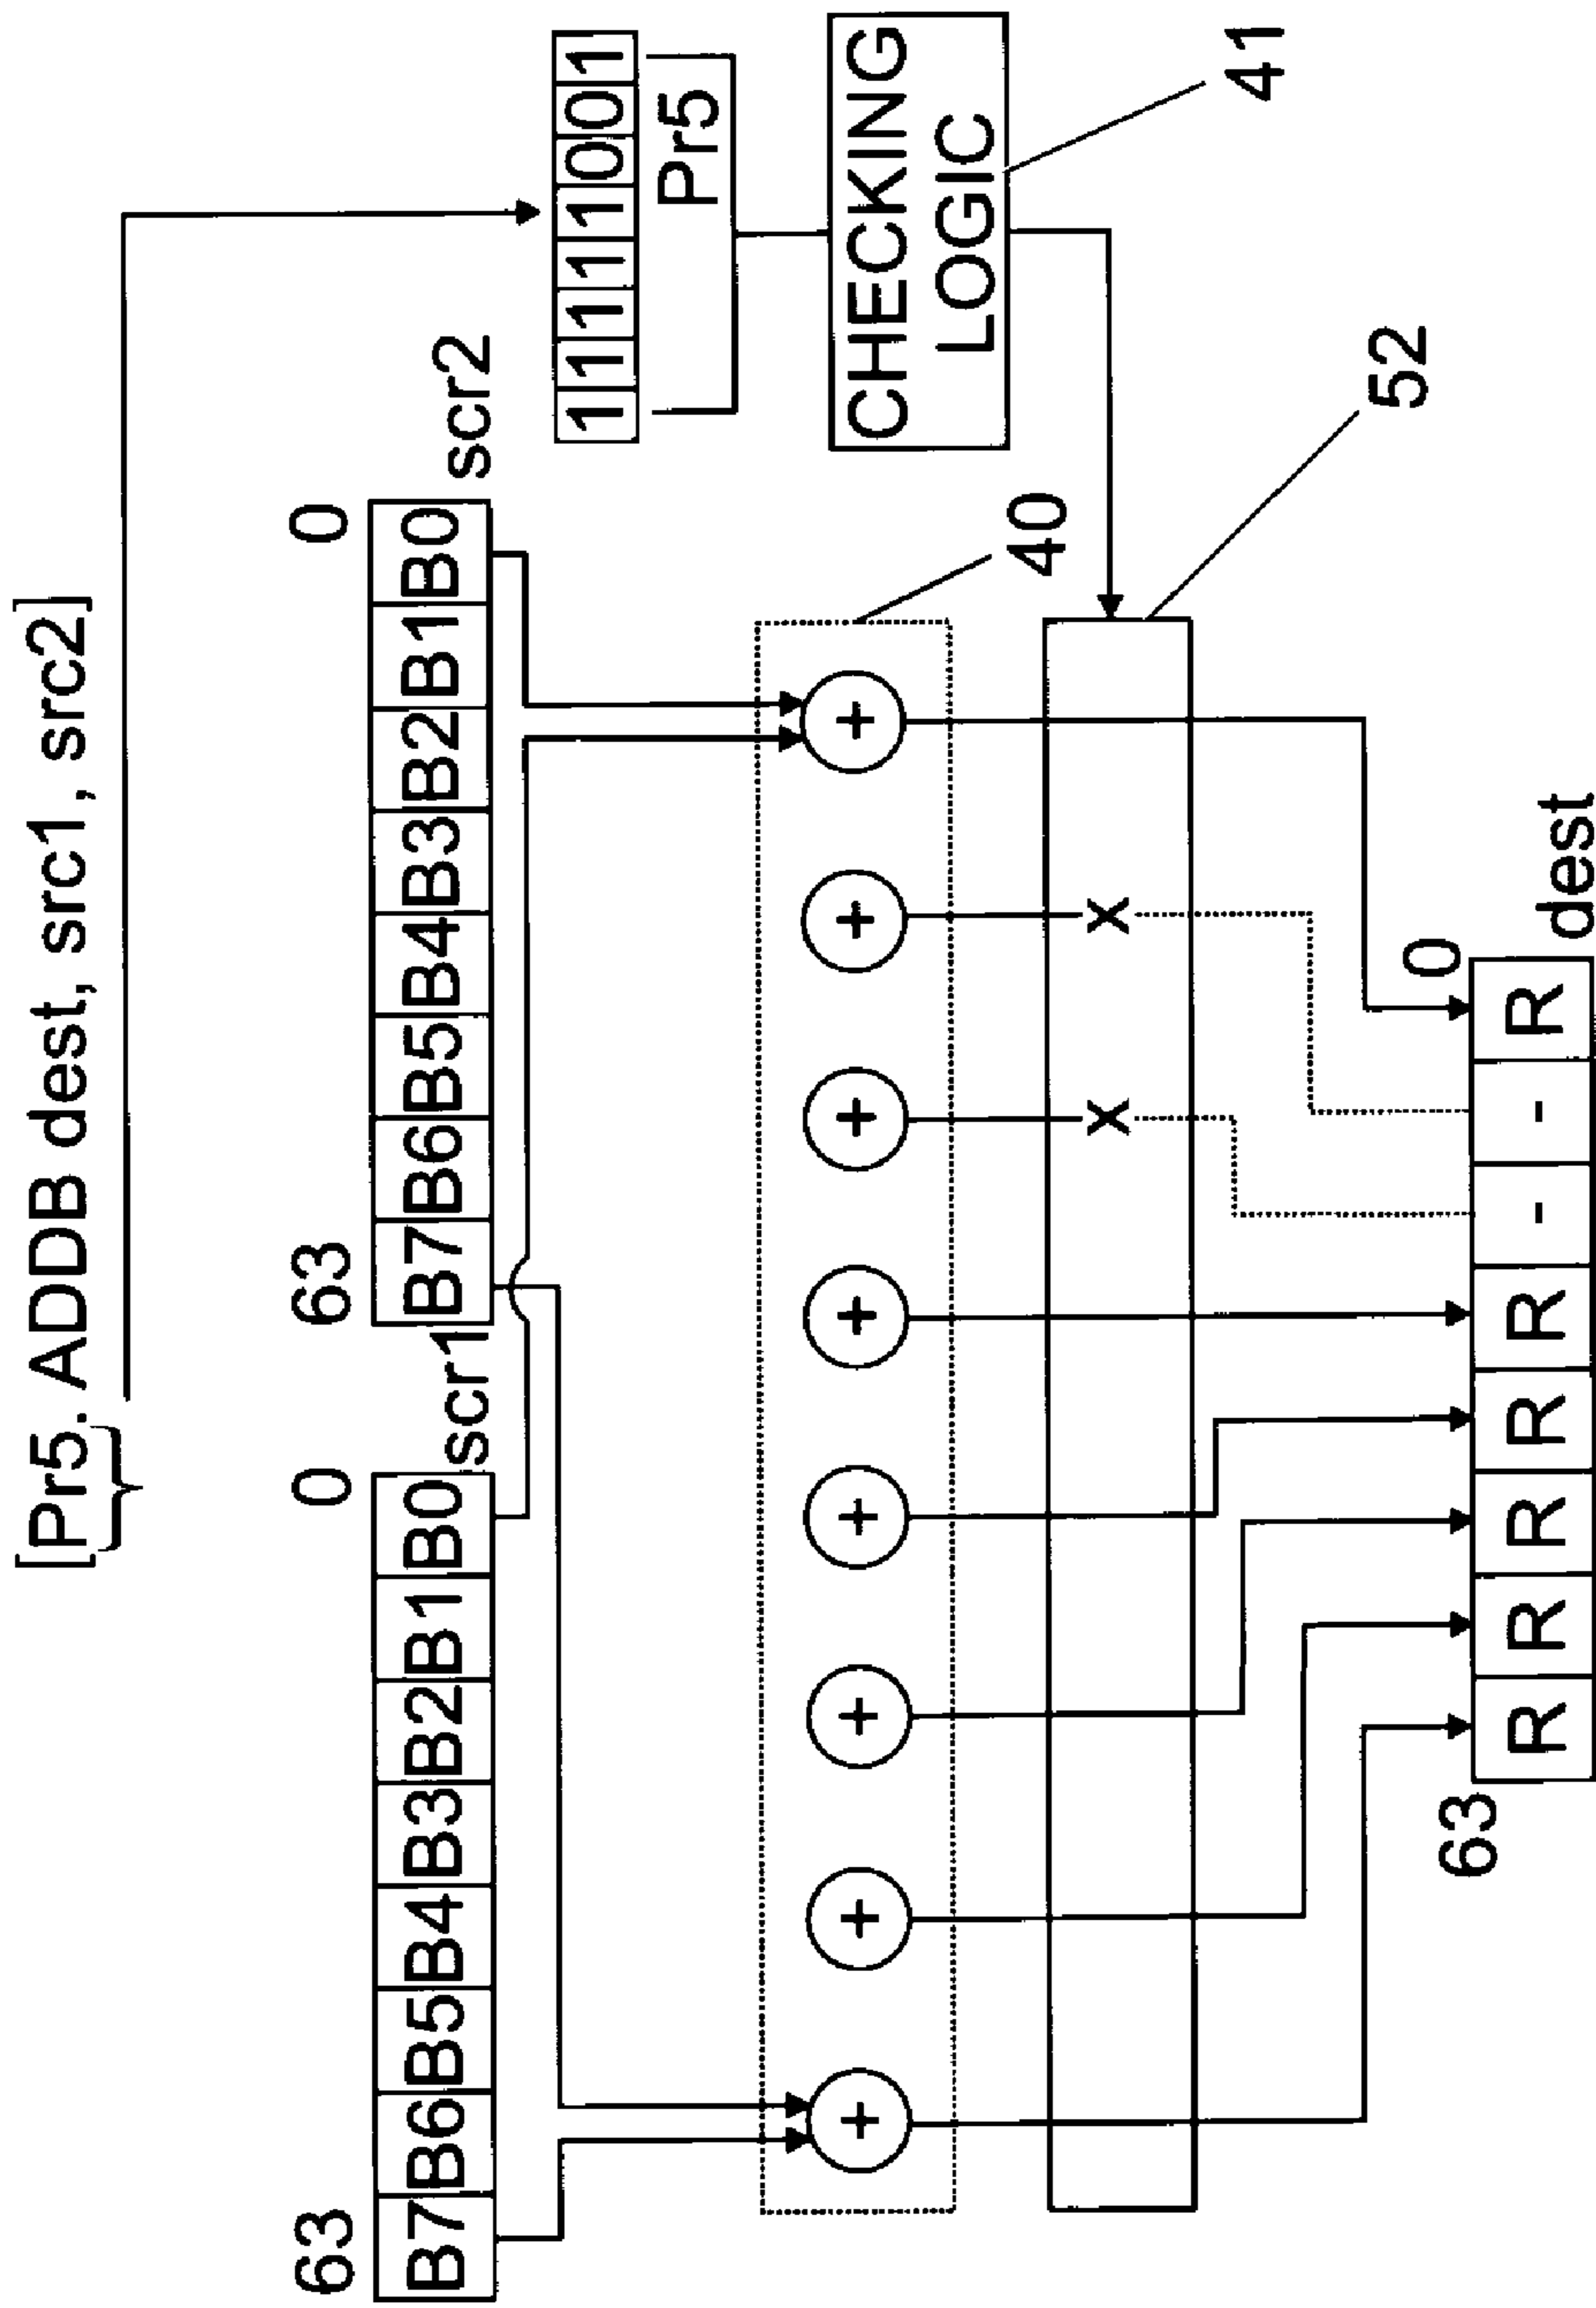 [Pr5. ADDB dest, src1, src2]
63 0 63 0
B7 B6 B5 B4 B3 B2 B1 B0 scr1 B7 B6 B5 B4 B3 B2 B1 B0 scr2
1 1 1 1 1 0 0 1
Pr5
+ + + + + + + +
40
CHECKING
LOGIC
41
x x
52
63 0
R R R R R - - R
dest